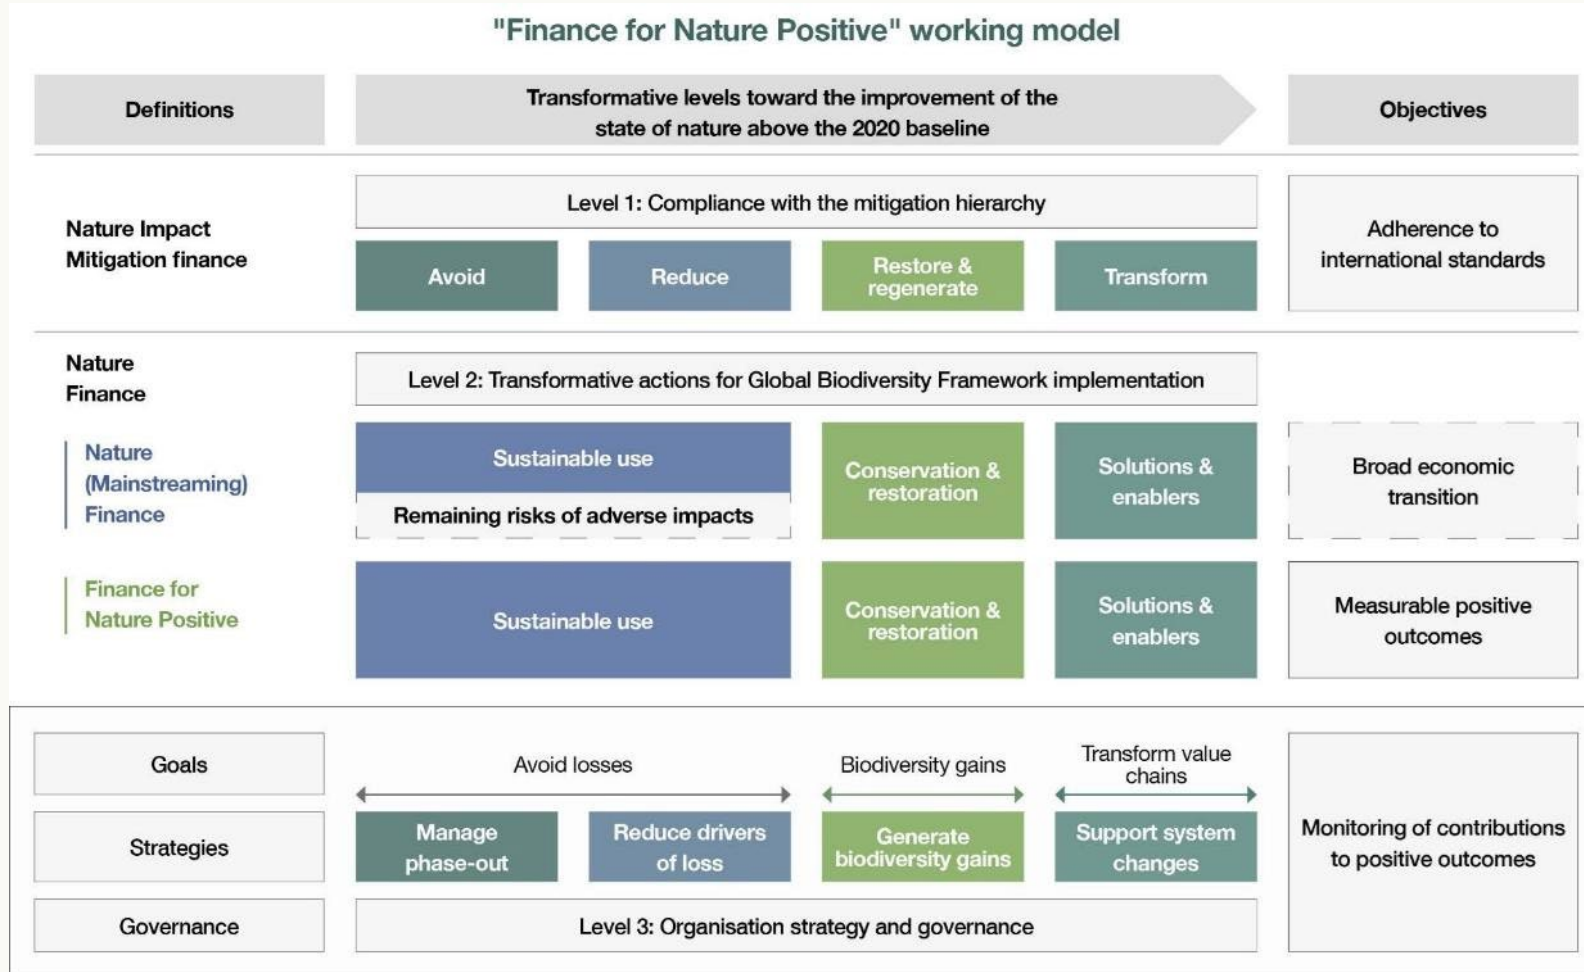 "Finance for Nature Positive" working model
Definitions
Transformative levels toward the improvement of the
state of nature above the 2020 baseline
Objectives
Nature Impact
Mitigation finance
Level 1: Compliance with the mitigation hierarchy
Avoid
Reduce
Restore &
regenerate
Transform
Adherence to
international standards
Nature
Finance
Level 2: Transformative actions for Global Biodiversity Framework implementation
Nature
(Mainstreaming)
Finance
Sustainable use
Remaining risks of adverse impacts
Conservation &
restoration
Solutions &
enablers
Broad economic
transition
Finance for
Nature Positive
Sustainable use
Conservation &
restoration
Solutions &
enablers
Measurable positive
outcomes
Goals
Avoid losses
Biodiversity gains
Transform value
chains
Strategies
Manage
phase-out
Reduce drivers
of loss
Generate
biodiversity gains
Support system
changes
Monitoring of contributions
to positive outcomes
Governance
Level 3: Organisation strategy and governance